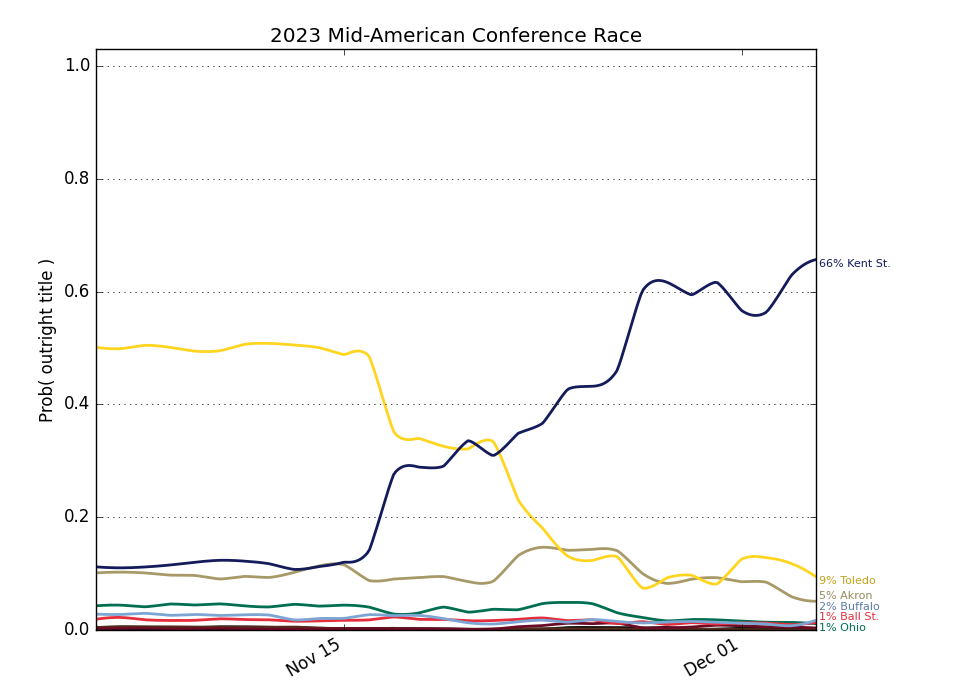 2023 Mid-American Conference Race
Prob( outright title )
1.0
0.8
0.6
0.4
0.2
0.0
Nov 15
Dec 01
66% Kent St.
9% Toledo
5% Akron
2% Buffalo
1% Ball St.
1% Ohio